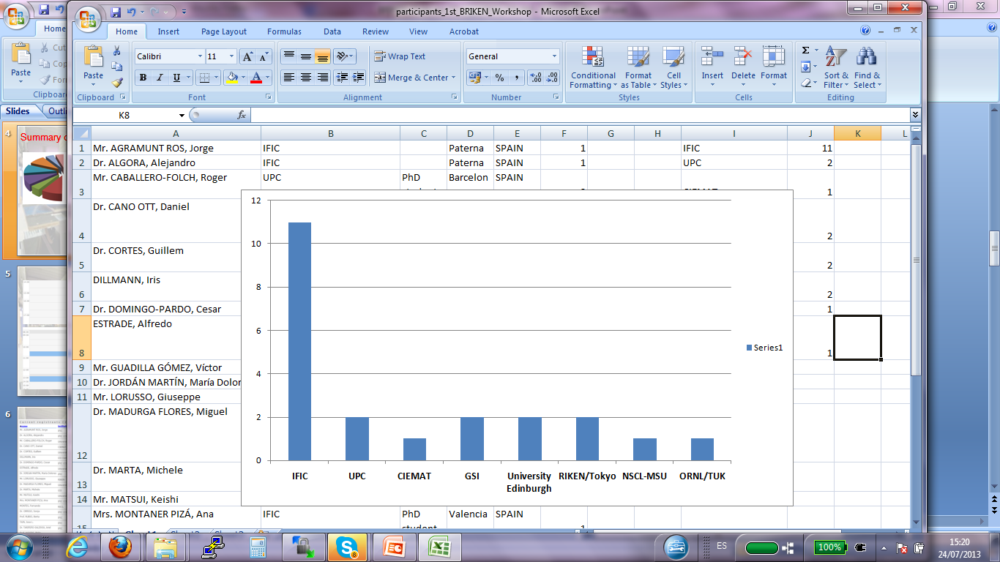 participants_1st_BRIKEN_Workshop - Microsoft Excel
Home
Home Insert Page Layout Formulas Data Review View Acrobat
Paste
Cut
Clipboard
Paste
Clipboard
Calibri 11
B I U
Font
Wrap Text
Merge & Center
Alignment
General
Number
Conditional Formatting
Format as Table
Cell Styles
Styles
Insert Delete Format
Cells
Sort & Filter
Find & Select
Editing
Slides
K8
A B C D E F G H I J K L
1 Mr. AGRAMUNT ROS, Jorge IFIC Paterna SPAIN 1 IFIC 11
2 Dr. ALGORA, Alejandro IFIC Paterna SPAIN 1 UPC 2
3 Mr. CABALLERO-FOLCH, Roger UPC PhD Barcelon SPAIN 1
4 Dr. CANO OTT, Daniel 2
5 Dr. CORTES, Guillem 2
6 DILLMANN, Iris 2
7 Dr. DOMINGO-PARDO, Cesar 1
8 ESTRADE, Alfredo 1
9 Mr. GUADILLA GÓMEZ, Víctor
10 Dr. JORDÁN MARTÍN, María Dolor
11 Mr. LORUSSO, Giuseppe
12 Dr. MADURGA FLORES, Miguel
13 Dr. MARTA, Michele
14 Mr. MATSUI, Keishi
15 Mrs. MONTANER PIZÁ, Ana IFIC PhD student Valencia SPAIN 1
12
10
8
6
4
2
0
IFIC UPC CIEMAT GSI University Edinburgh RIKEN/Tokyo NSCL-MSU ORNL/TUK
Series1
4
Summary
5
6
ES
100%
15:20
24/07/2013